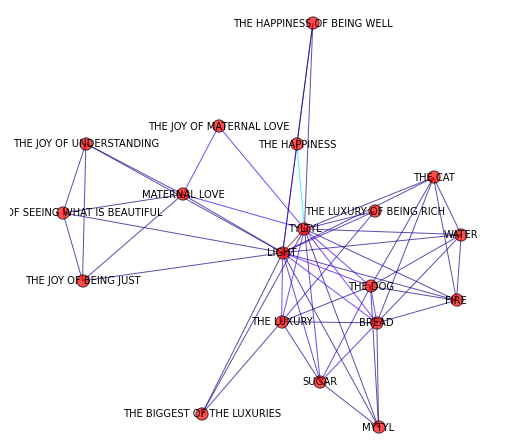 THE HAPPINESS OF BEING WELL
THE JOY OF MATERNAL LOVE
THE JOY OF UNDERSTANDING
THE HAPPINESS
THE CAT
MATERNAL LOVE
OF SEEING WHAT IS BEAUTIFUL
THE LUXURY OF BEING RICH
TYLTYL
WATER
LIGHT
THE JOY OF BEING JUST
THE DOG
FIRE
THE LUXURY
BREAD
SUGAR
THE BIGGEST OF THE LUXURIES
MYTYL